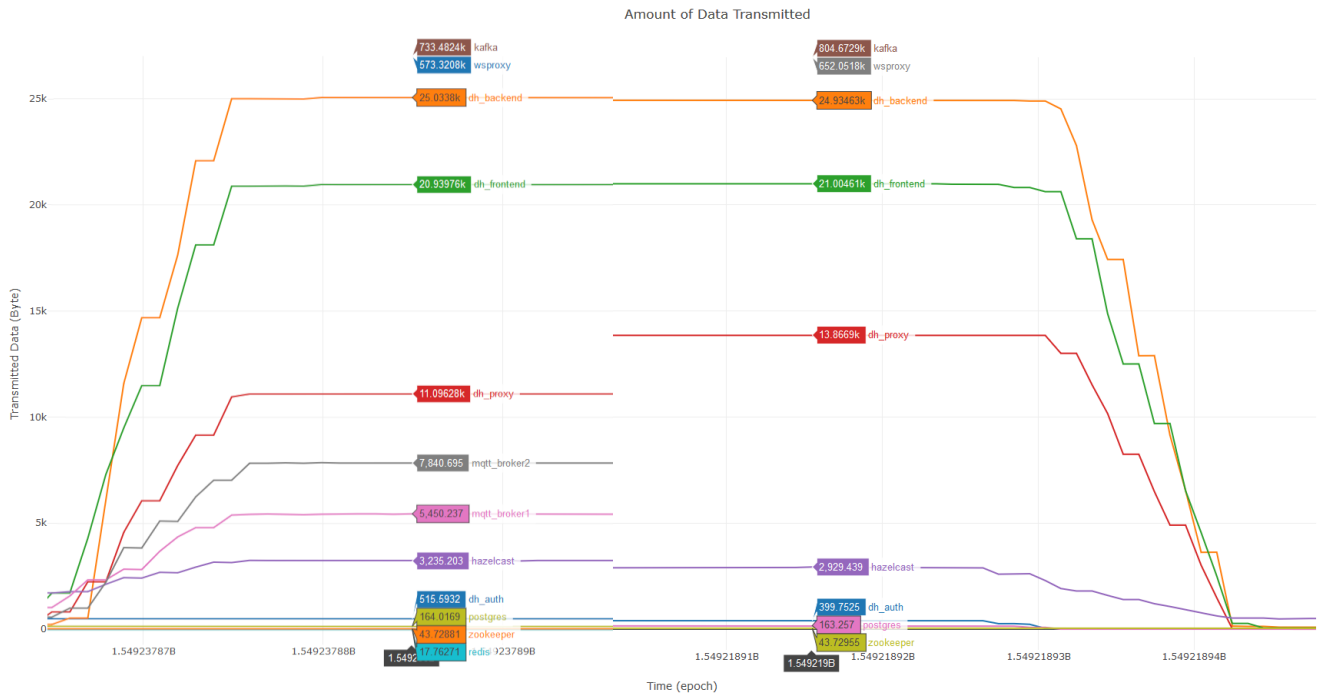 Amount of Data Transmitted
733.4824k kafka
573.3208k wsproxy
25.0338k dh_backend
20.93976k dh_frontend
11.09628k dh_proxy
7,840.695 mqtt_broker2
5,450.237 mqtt_broker1
3,235.203 hazelcast
515.5932 dh_auth
164.0169 postgres
43.72881 zookeeper
17.76271 redis
804.6729k kafka
652.0518k wsproxy
24.93463k dh_backend
21.00461k dh_frontend
13.8669k dh_proxy
2,929.439 hazelcast
399.7525 dh_auth
163.257 postgres
43.72955 zookeeper
25k
20k
15k
10k
5k
0
Transmitted Data (Byte)
1.54923787B
1.54923788B
1.54921891B
1.549219B
1.54921892B
1.54921893B
1.54921894B
Time (epoch)